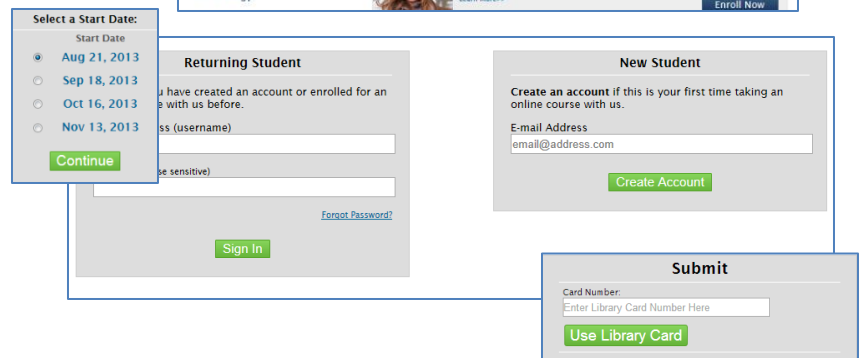 Enroll Now
Select a Start Date:
Start Date
Aug 21, 2013
Sep 18, 2013
Oct 16, 2013
Nov 13, 2013
Continue
Returning Student
have created an account or enrolled for an
with us before.
(username)
sensitive)
Forgot Password?
Sign In
New Student
Create an account if this is your first time taking an
online course with us.
E-mail Address
email@address.com
Create Account
Submit
Card Number:
Enter Library Card Number Here
Use Library Card